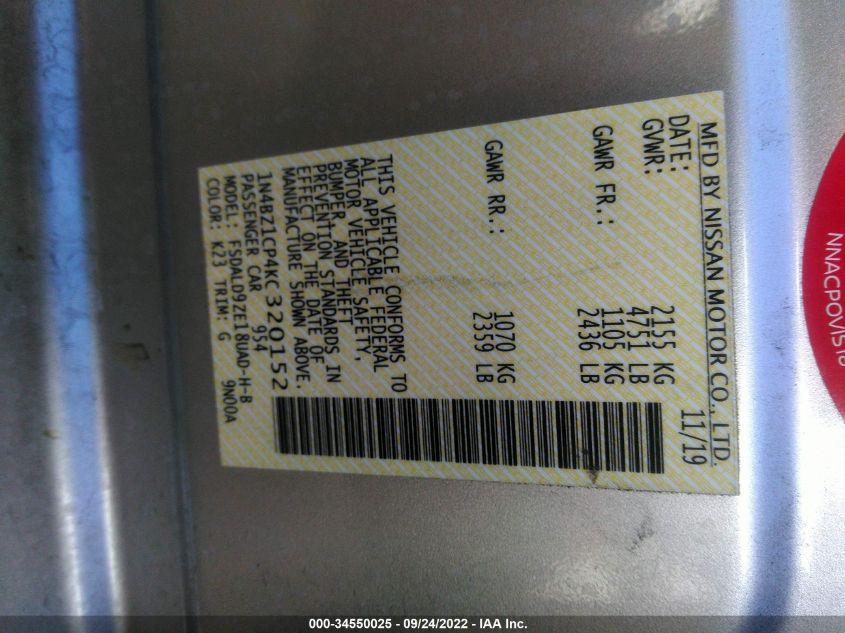 MFD BY NISSAN MOTOR CO., LTD.
DATE: 11/19
GVWR: 2155 KG
4751 LB
GAWR FR.: 1105 KG
2436 LB
GAWR RR.: 1070 KG
2359 LB
THIS VEHICLE CONFORMS TO
ALL APPLICABLE FEDERAL
MOTOR VEHICLE SAFETY,
BUMPER AND THEFT
PREVENTION STANDARDS IN
EFFECT ON THE DATE OF
MANUFACTURE SHOWN ABOVE.
1N4BZ1CP4KC320152
PASSENGER CAR 954
MODEL: FSDALD9ZE18UAD-H-B
COLOR: K23 TRIM: G 9N00A
NNACPOVIS18
000-34550025 - 09/24/2022 - IAA Inc.